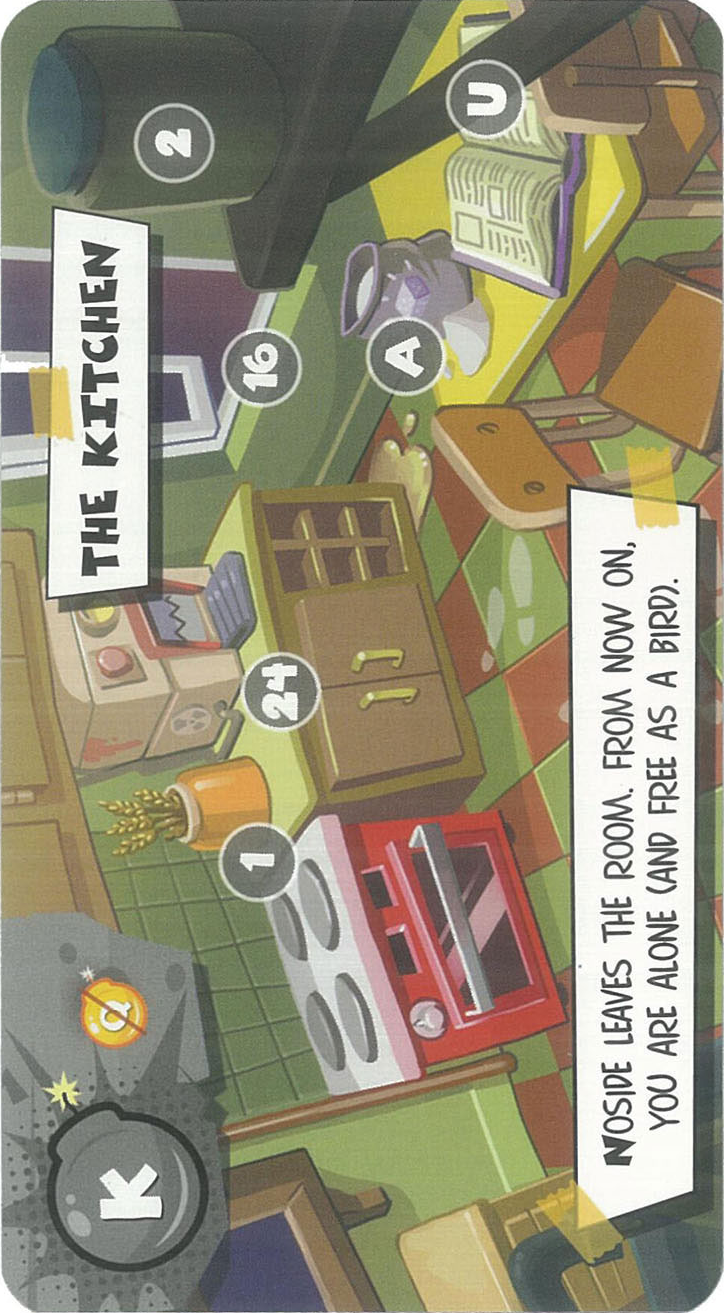 K
Q
THE KITCHEN
1
24
16
2
A
U
NOSIDE LEAVES THE ROOM. FROM NOW ON,
YOU ARE ALONE (AND FREE AS A BIRD).